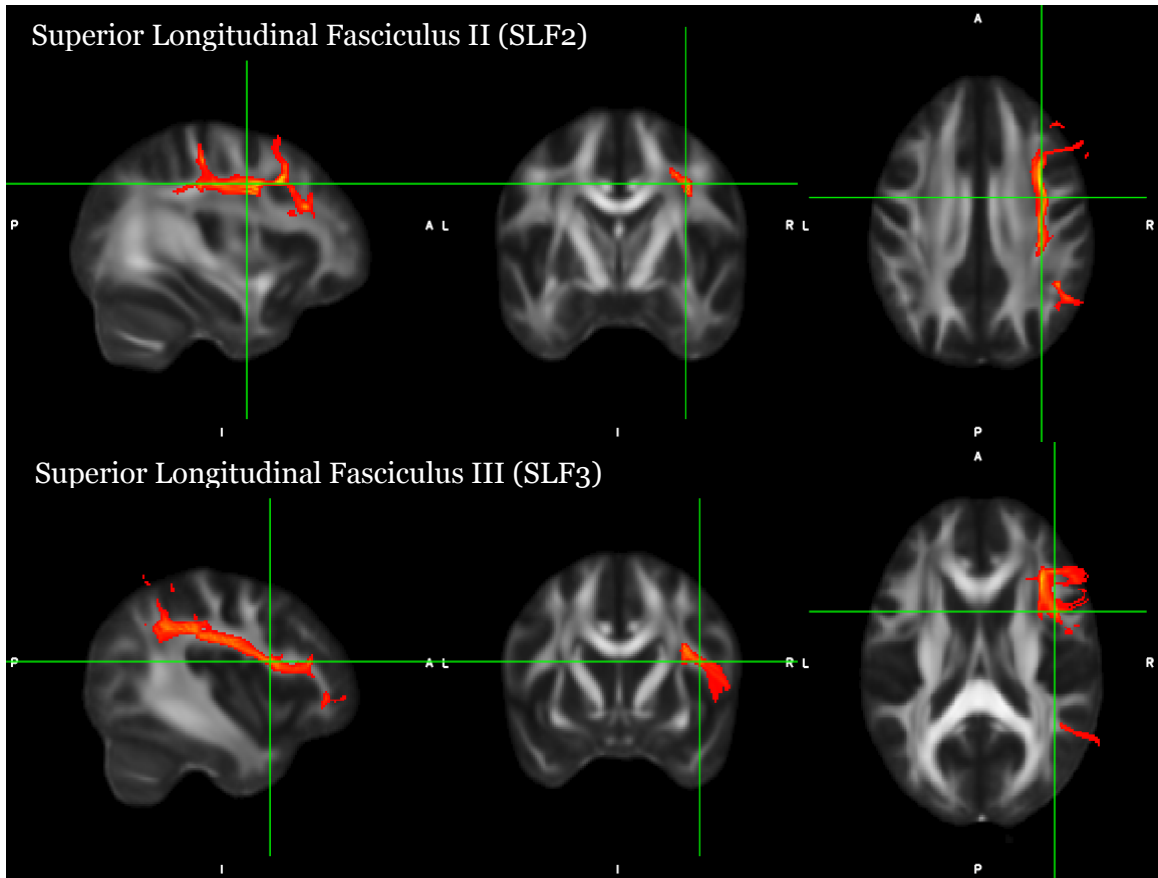 Superior Longitudinal Fasciculus II (SLF2)
A
P
A L
R L
R
I
I
P
Superior Longitudinal Fasciculus III (SLF3)
A
P
A L
R L
R
I
I
P